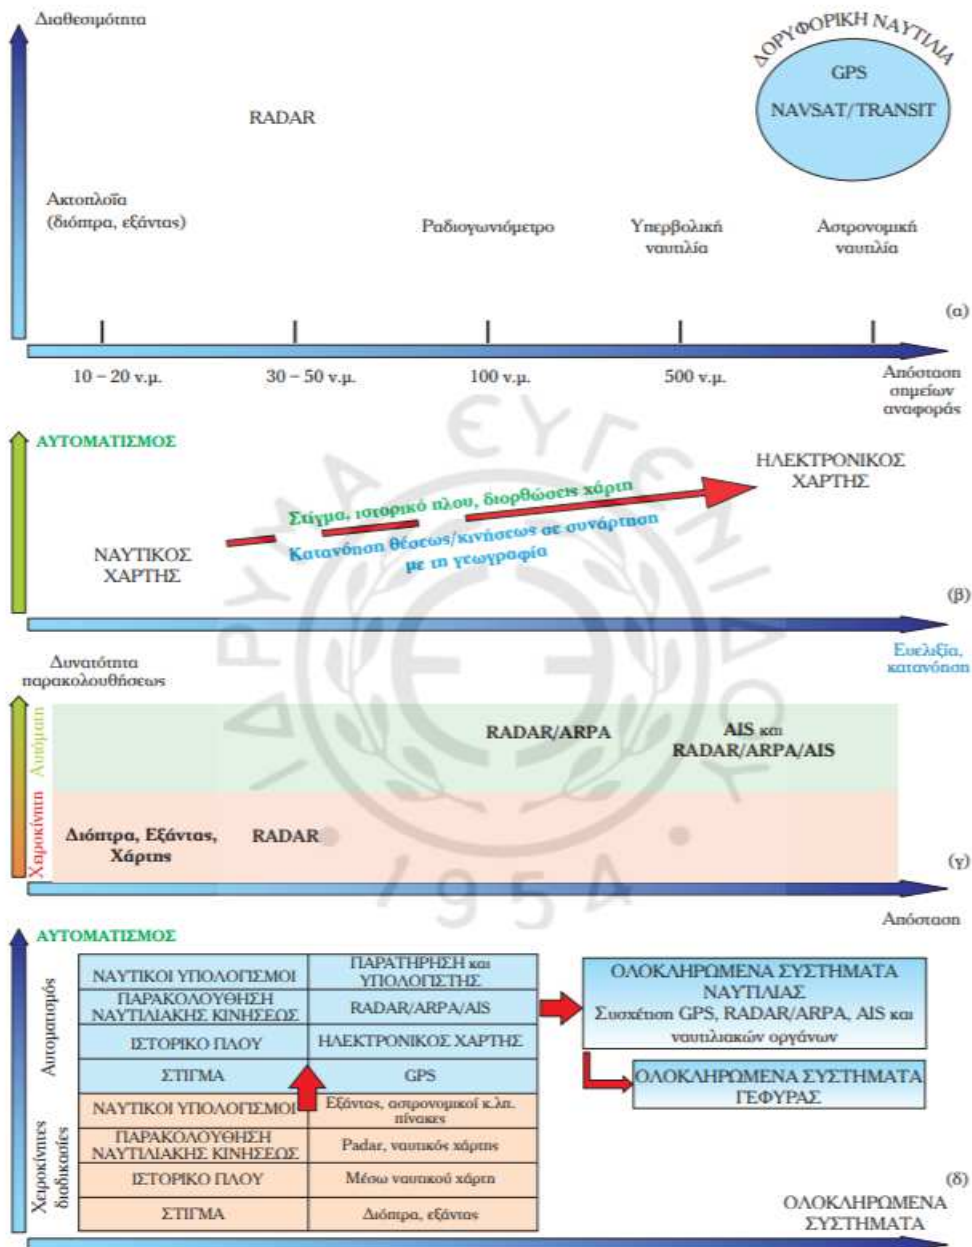 Διαθεσιμότητα
ΔΟΡΥΦΟΡΙΚΗ ΝΑΥΤΙΛΙΑ
GPS
NAVSAT/TRANSIT
RADAR
Ακτοπλοΐα
(διόπτρα, εξάντας)
Ραδιογωνιόμετρο
Υπερβολική
ναυτιλία
Αστρονομική
ναυτιλία
(α)
10 – 20 ν.μ.
30 – 50 ν.μ.
100 ν.μ.
500 ν.μ.
Απόσταση
σημείων
αναφοράς
ΑΥΤΟΜΑΤΙΣΜΟΣ
ΗΛΕΚΤΡΟΝΙΚΟΣ
ΧΑΡΤΗΣ
Στίγμα, ιστορικό πλου, διορθώσεις χάρτη
Κατανόηση θέσεως/κινήσεως σε συνάρτηση
με τη γεωγραφία
ΝΑΥΤΙΚΟΣ
ΧΑΡΤΗΣ
(β)
Ευελιξία,
κατανόηση
Δυνατότητα
παρακολουθήσεως
Αυτόματη
Χειροκίνητη
RADAR/ARPA
AIS και
RADAR/ARPA/AIS
Διόπτρα, Εξάντας,
Χάρτης
RADAR
(γ)
Απόσταση
ΑΥΤΟΜΑΤΙΣΜΟΣ
Αυτοματισμός
ΝΑΥΤΙΚΟΙ ΥΠΟΛΟΓΙΣΜΟΙ
ΠΑΡΑΤΗΡΗΣΗ και
ΥΠΟΛΟΓΙΣΤΗΣ
ΠΑΡΑΚΟΛΟΥΘΗΣΗ
ΝΑΥΤΙΛΙΑΚΗΣ ΚΙΝΗΣΕΩΣ
RADAR/ARPA/AIS
ΙΣΤΟΡΙΚΟ ΠΛΟΥ
ΗΛΕΚΤΡΟΝΙΚΟΣ ΧΑΡΤΗΣ
ΣΤΙΓΜΑ
GPS
Χειροκίνητες
διαδικασίες
ΝΑΥΤΙΚΟΙ ΥΠΟΛΟΓΙΣΜΟΙ
Εξάντας, αστρονομικοί κ.λπ.
πίνακες
ΠΑΡΑΚΟΛΟΥΘΗΣΗ
ΝΑΥΤΙΛΙΑΚΗΣ ΚΙΝΗΣΕΩΣ
Padar, ναυτικός χάρτης
ΙΣΤΟΡΙΚΟ ΠΛΟΥ
Μέσω ναυτικού χάρτη
ΣΤΙΓΜΑ
Διόπτρα, εξάντας
ΟΛΟΚΛΗΡΩΜΕΝΑ ΣΥΣΤΗΜΑΤΑ
ΝΑΥΤΙΛΙΑΣ
Συσχέτιση GPS, RADAR/ARPA, AIS και
ναυτιλιακών οργάνων
ΟΛΟΚΛΗΡΩΜΕΝΑ ΣΥΣΤΗΜΑΤΑ
ΓΕΦΥΡΑΣ
(δ)
ΟΛΟΚΛΗΡΩΜΕΝΑ
ΣΥΣΤΗΜΑΤΑ
ΙΔΡΥΜΑ ΕΥΓΕΝΙΔΟΥ
1954